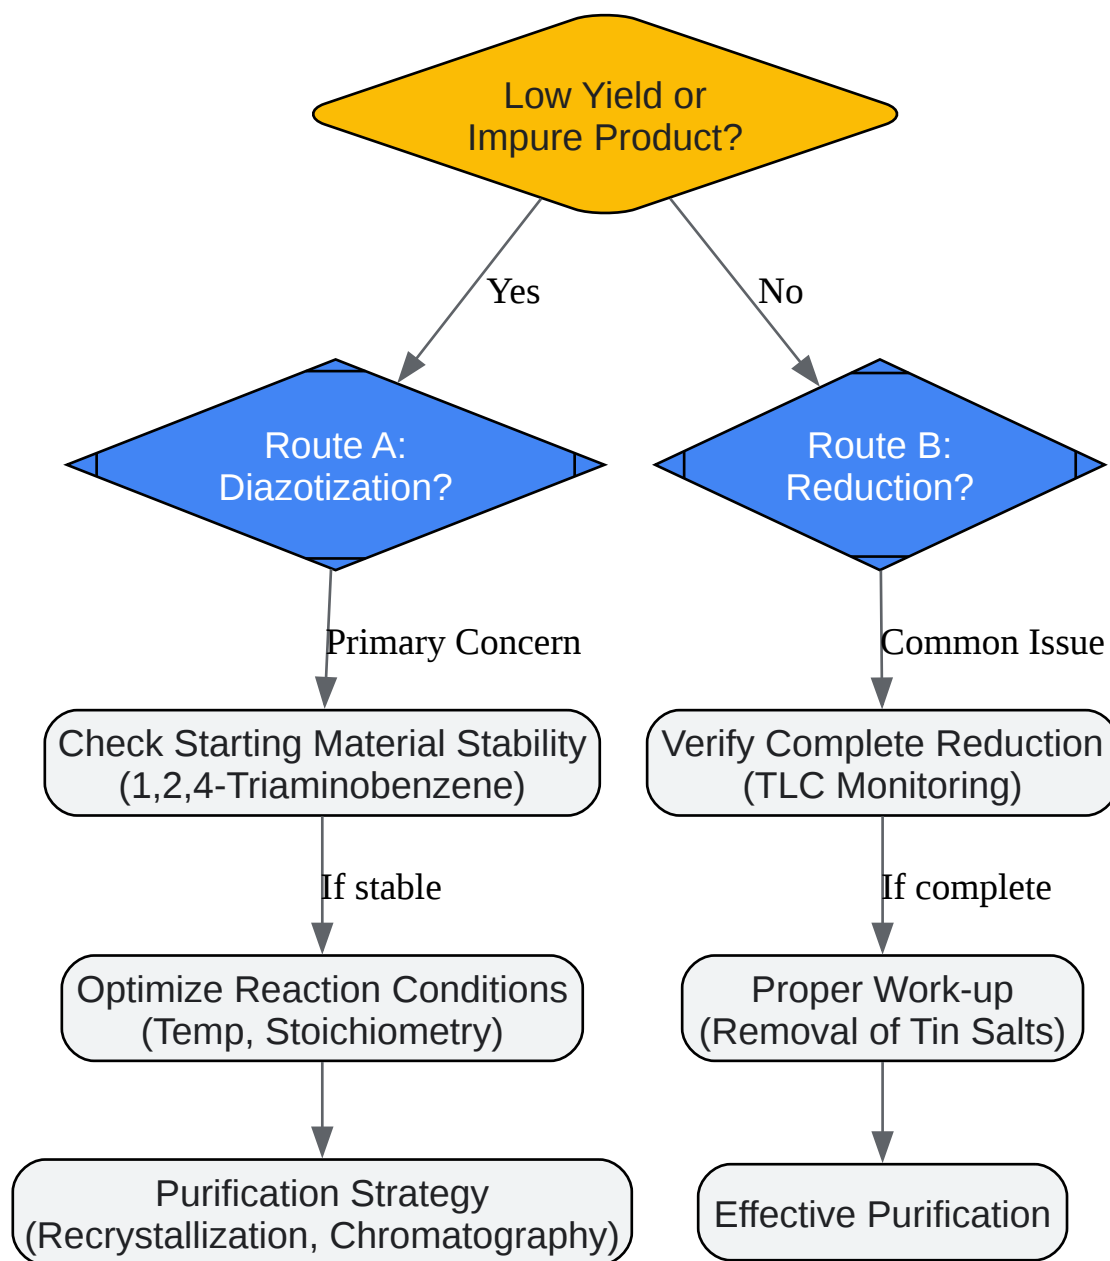 Low Yield or
Impure Product?
Yes
No
Route A:
Diazotization?
Route B:
Reduction?
Primary Concern
Common Issue
Check Starting Material Stability
(1,2,4-Triaminobenzene)
Verify Complete Reduction
(TLC Monitoring)
If stable
If complete
Optimize Reaction Conditions
(Temp, Stoichiometry)
Proper Work-up
(Removal of Tin Salts)
Purification Strategy
(Recrystallization, Chromatography)
Effective Purification